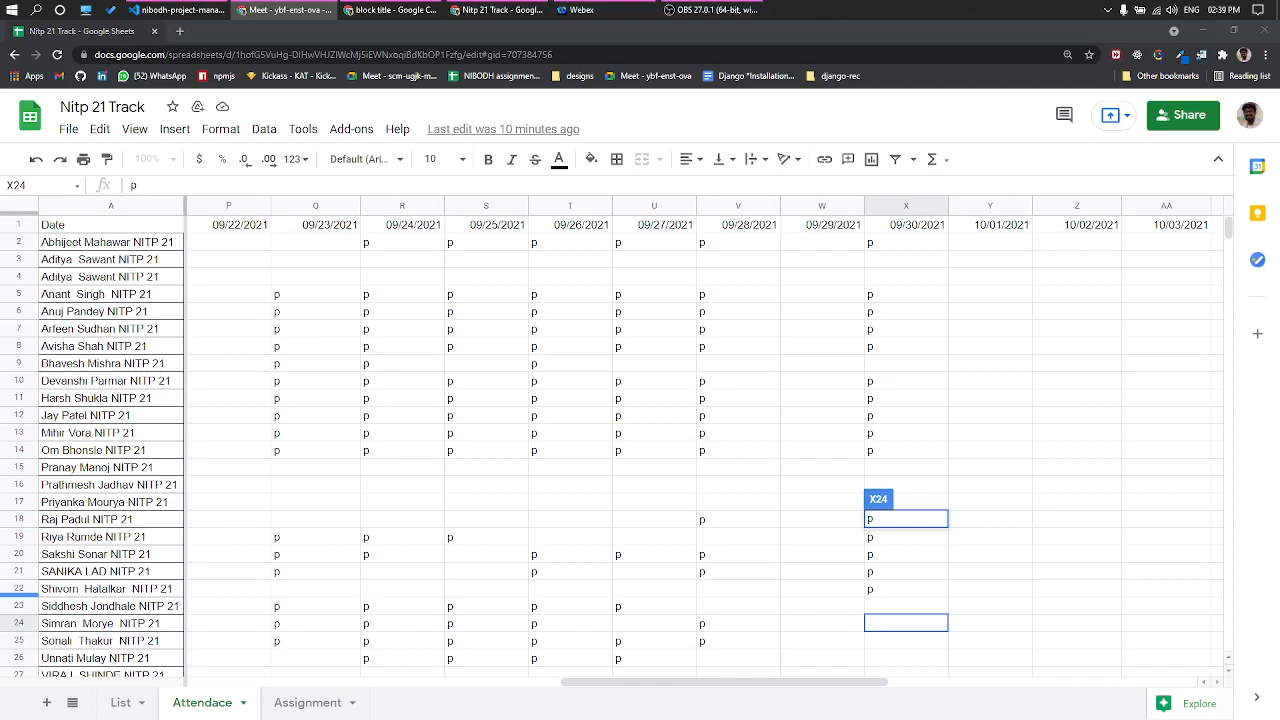 nibodh-project-mana
Meet - ybf-enst-ova -
block title - Google C
Nitp 21 Track - Google
Webex
OBS 27.0.1 (64-bit, wi
ENG
02:39 PM
Nitp 21 Track - Google Sheets
docs.google.com/spreadsheets/d/1hofG5VuHg-DlHwVHJZlWcMj5iEWNxoqiBdKbOP1Fzfg/edit#gid=707384756
Apps
(52) WhatsApp
npmjs
Kickass - KAT - Kick...
Meet - scm-ugjk-m...
NIBODH assignmen...
designs
Meet - ybf-enst-ova
Django "Installatio...
django-rec
Other bookmarks
Reading list
Nitp 21 Track
File Edit View Insert Format Data Tools Add-ons Help Last edit was 10 minutes ago
Share
100% $ % .0 .00 123 Default (Ari... 10 B I S A
X24 fx p
A P Q R S T U V W X Y Z AA
1 Date 09/22/2021 09/23/2021 09/24/2021 09/25/2021 09/26/2021 09/27/2021 09/28/2021 09/29/2021 09/30/2021 10/01/2021 10/02/2021 10/03/2021
2 Abhijeet Mahawar NITP 21 p p p p p p
3 Aditya Sawant NITP 21
4 Aditya Sawant NITP 21
5 Anant Singh NITP 21 p p p p p p p
6 Anuj Pandey NITP 21 p p p p p p p
7 Arfeen Sudhan NITP 21 p p p p p p p
8 Avisha Shah NITP 21 p p p p p p p
9 Bhavesh Mishra NITP 21 p p p
10 Devanshi Parmar NITP 21 p p p p p p p
11 Harsh Shukla NITP 21 p p p p p p p
12 Jay Patel NITP 21 p p p p p p p
13 Mihir Vora NITP 21 p p p p p p p
14 Om Bhonsle NITP 21 p p p p p p p
15 Pranay Manoj NITP 21
16 Prathmesh Jadhav NITP 21
17 Priyanka Mourya NITP 21 X24
18 Raj Padul NITP 21 p p
19 Riya Rumde NITP 21 p p p p
20 Sakshi Sonar NITP 21 p p p p p p
21 SANIKA LAD NITP 21 p p p p
22 Shivom Hatalkar NITP 21 p
23 Siddhesh Jondhale NITP 21 p p p p p
24 Simran Morye NITP 21 p p p p p
25 Sonali Thakur NITP 21 p p p p p p
26 Unnati Mulay NITP 21 p p p p
27 VIRAJ SHINDE NITP 21
List Attendace Assignment
Explore